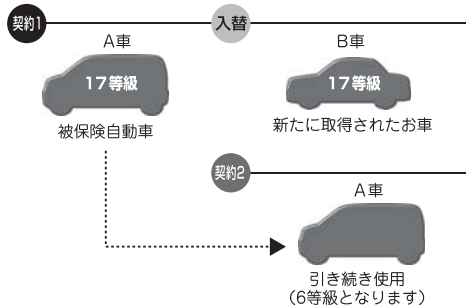 契約1
入替
A車
B車
17等級
17等級
被保険自動車
新たに取得されたお車
契約2
A車
引き続き使用
（6等級となります）